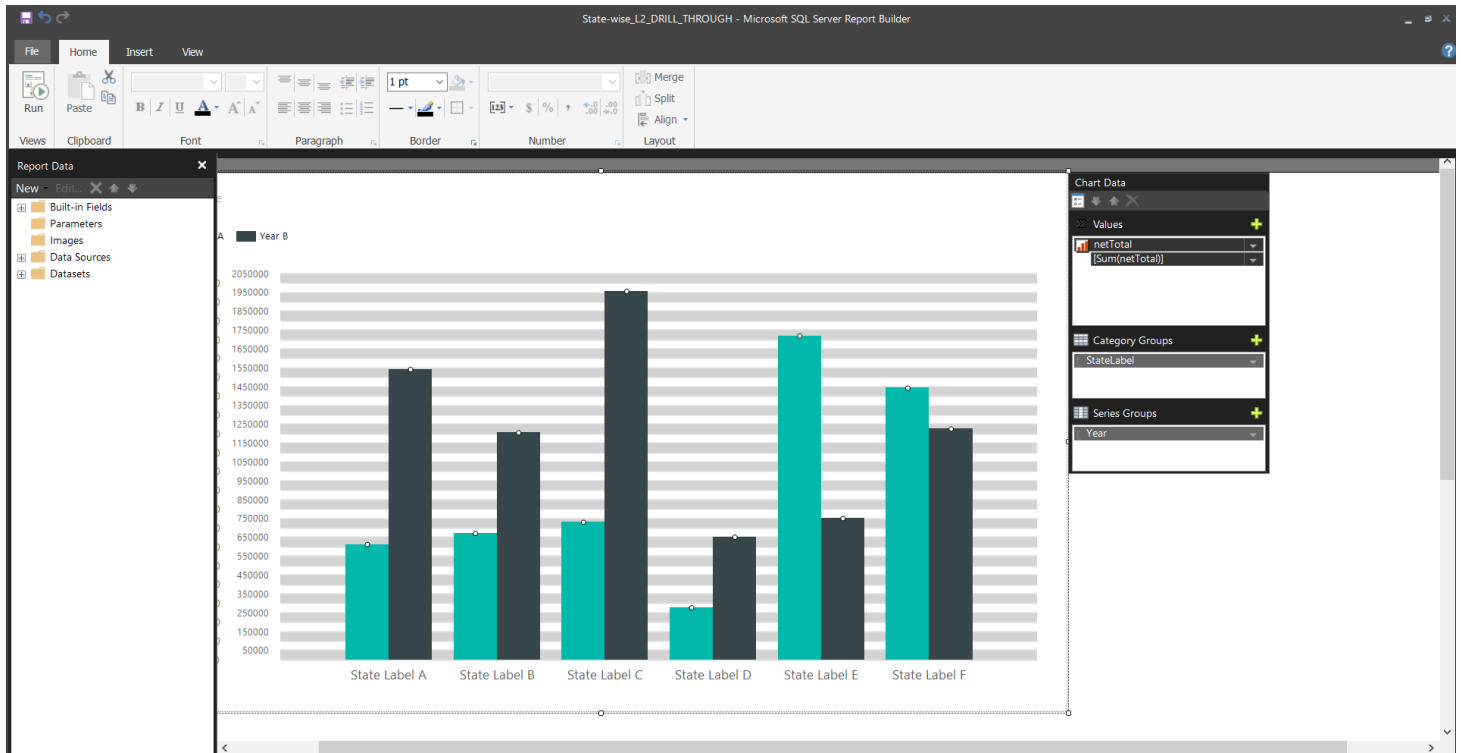 State-wise_L2_DRILL_THROUGH - Microsoft SQL Server Report Builder
File Home Insert View
Run
Paste
B I U A A A
1 pt
$ %
Merge
Split
Align
Views Clipboard Font Paragraph Border Number Layout
Report Data
New Edit...
Built-in Fields
Parameters
Images
Data Sources
Datasets
A Year B
2050000
1950000
1850000
1750000
1650000
1550000
1450000
1350000
1250000
1150000
1050000
950000
850000
750000
650000
550000
450000
350000
250000
150000
50000
State Label A State Label B State Label C State Label D State Label E State Label F
Chart Data
Values
netTotal
[Sum(netTotal)]
Category Groups
StateLabel
Series Groups
Year